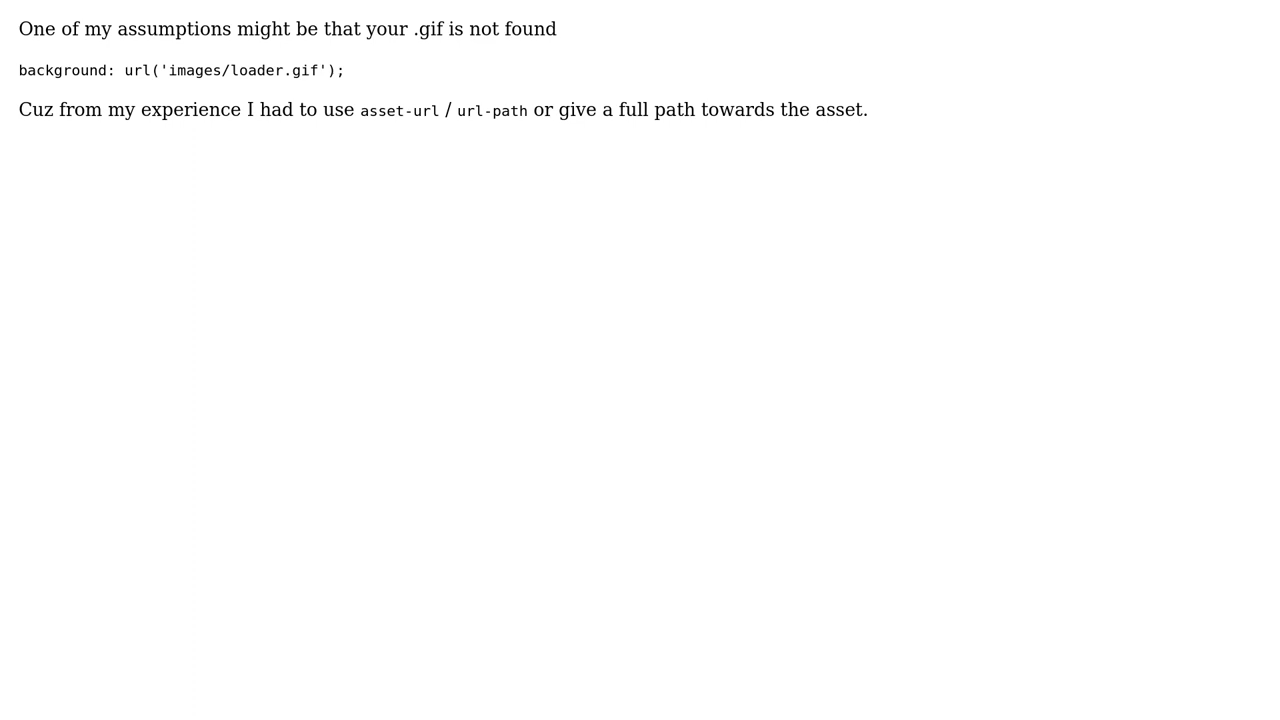 One of my assumptions might be that your .gif is not found
background: url('images/loader.gif');
Cuz from my experience I had to use asset-url / url-path or give a full path towards the asset.